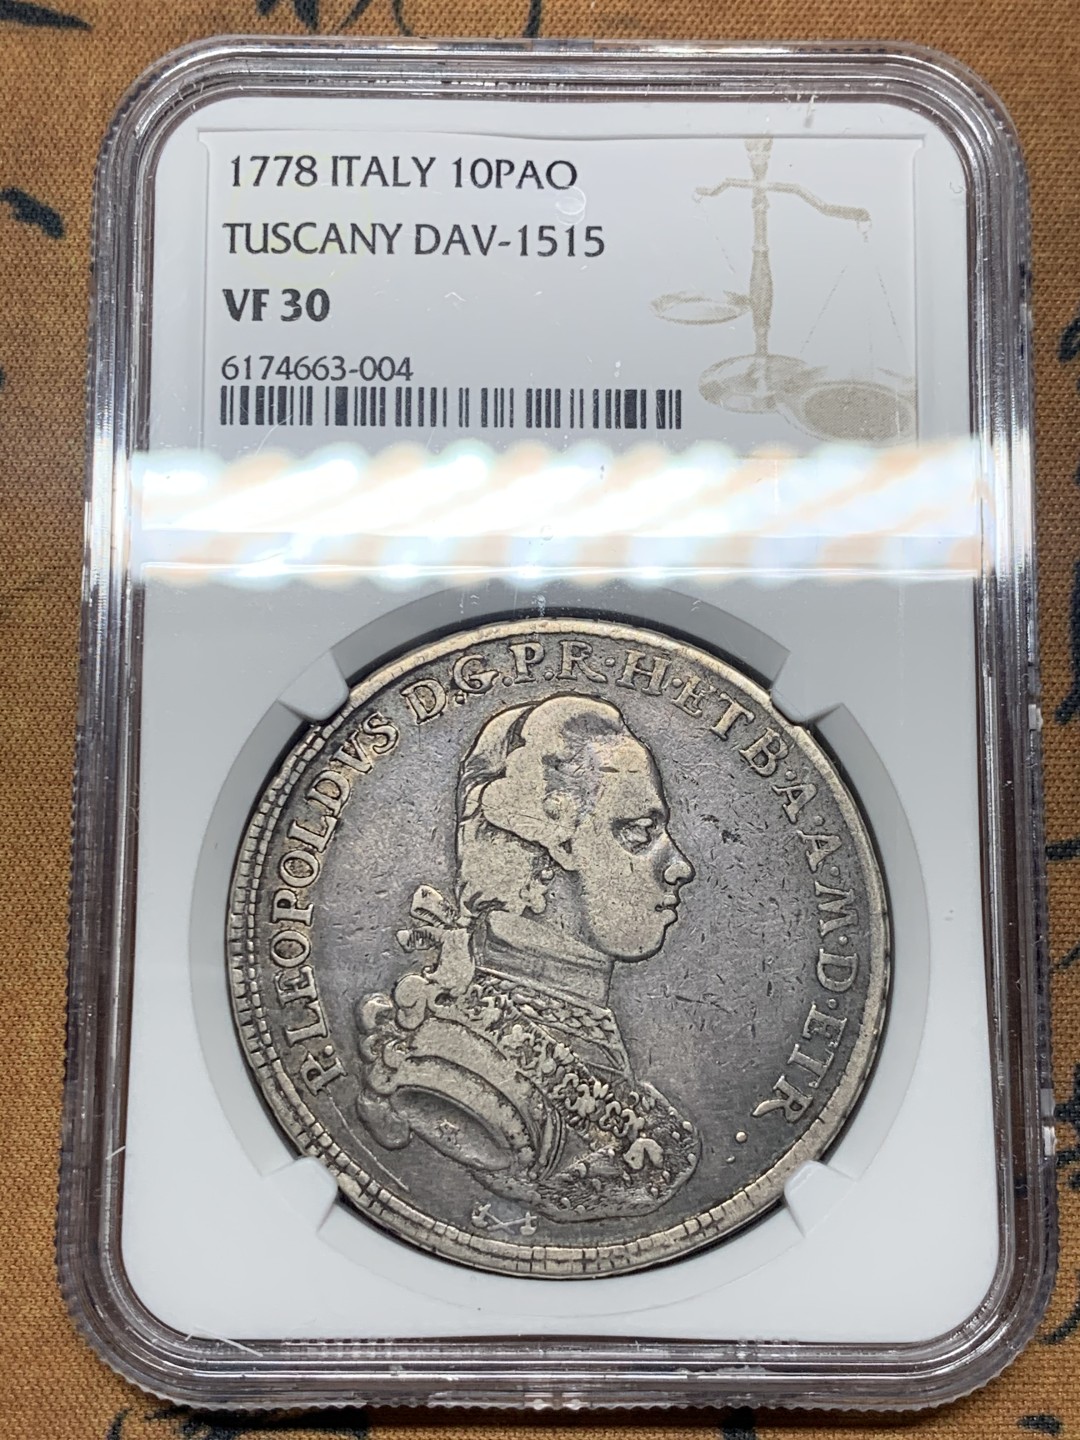 1778 ITALY 10PAO
TUSCANY DAV-1515
VF 30
6174663-004
P·LEOPOLDVS D.G.P.R·H·ET B·A·A·M·D·ETR·